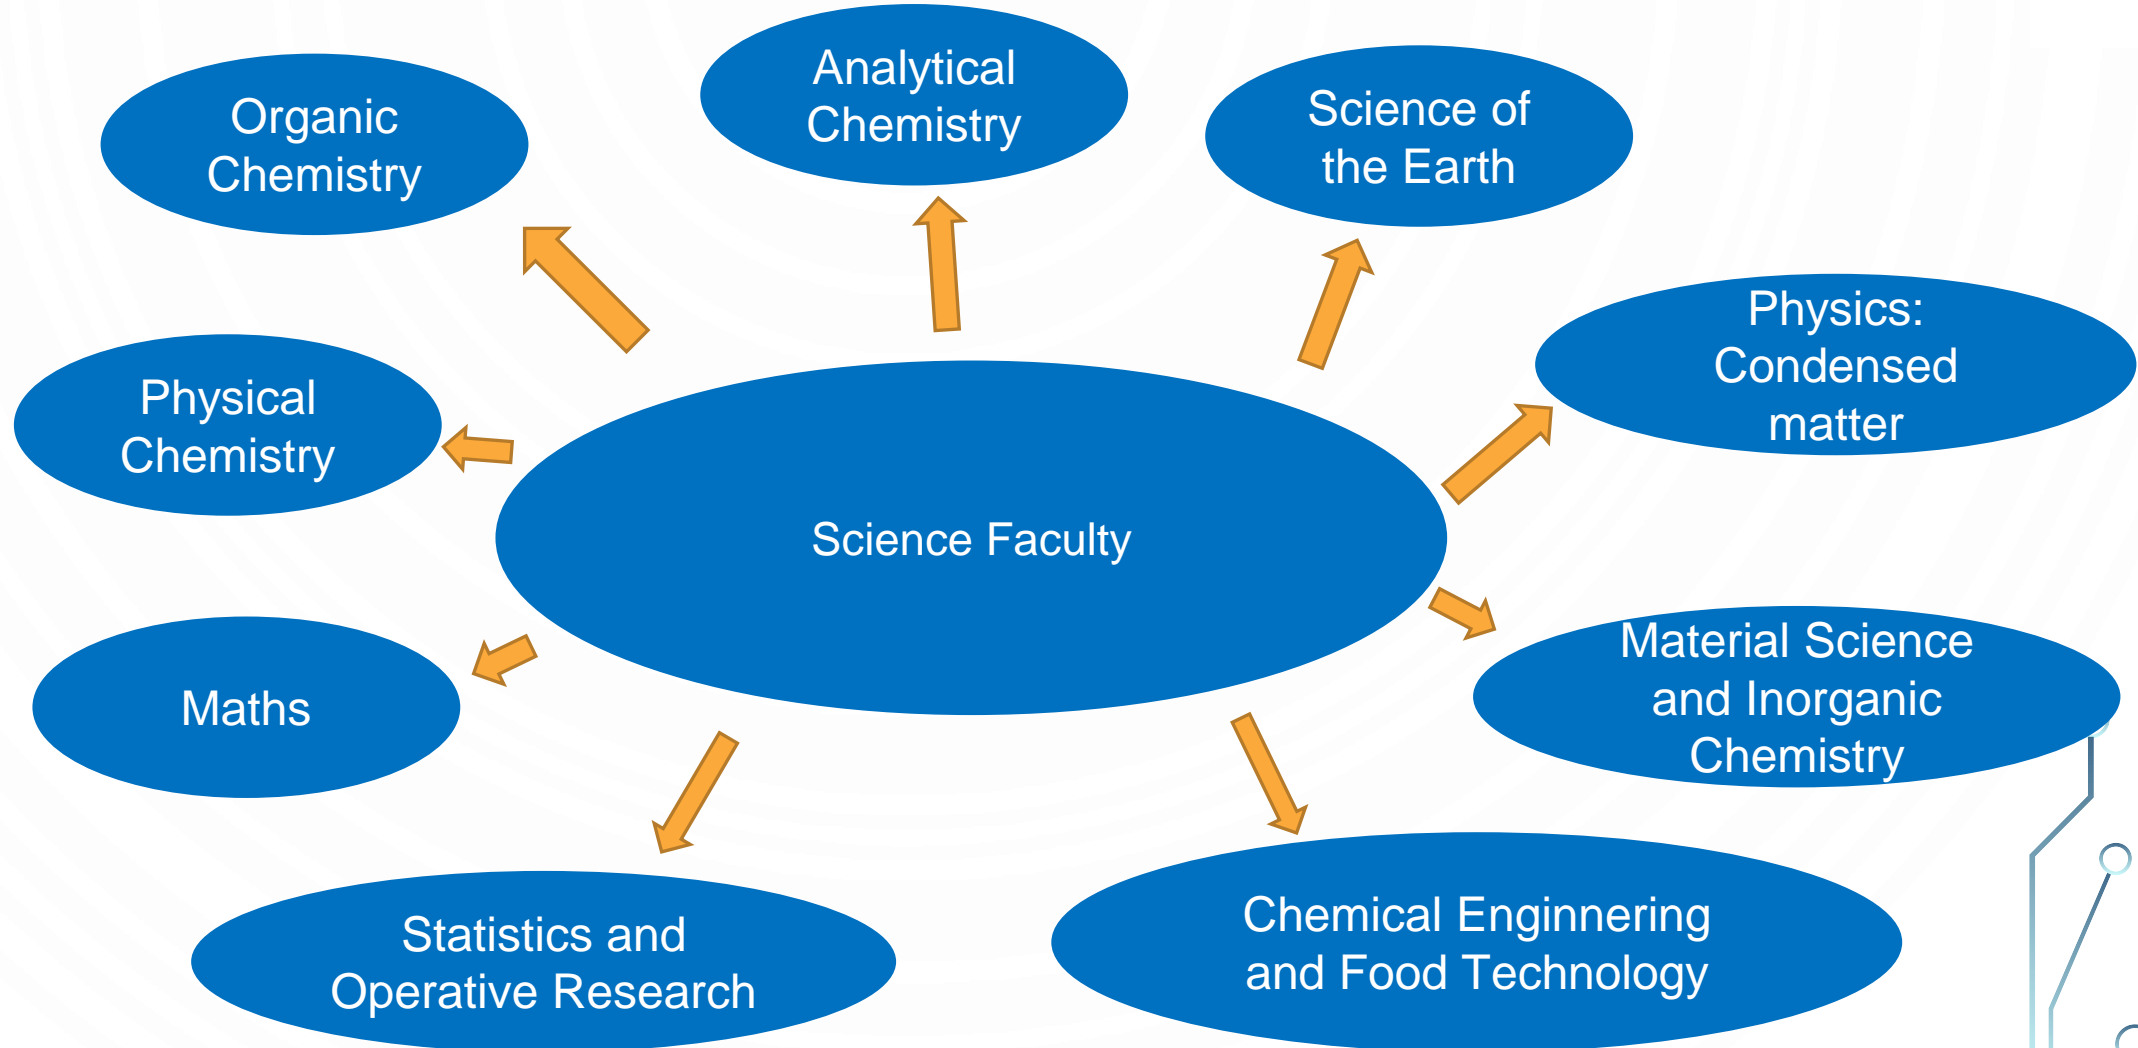 Organic
Chemistry
Analytical
Chemistry
Science of
the Earth
Physics:
Condensed
matter
Physical
Chemistry
Science Faculty
Material Science
and Inorganic
Chemistry
Maths
Statistics and
Operative Research
Chemical Enginnering
and Food Technology